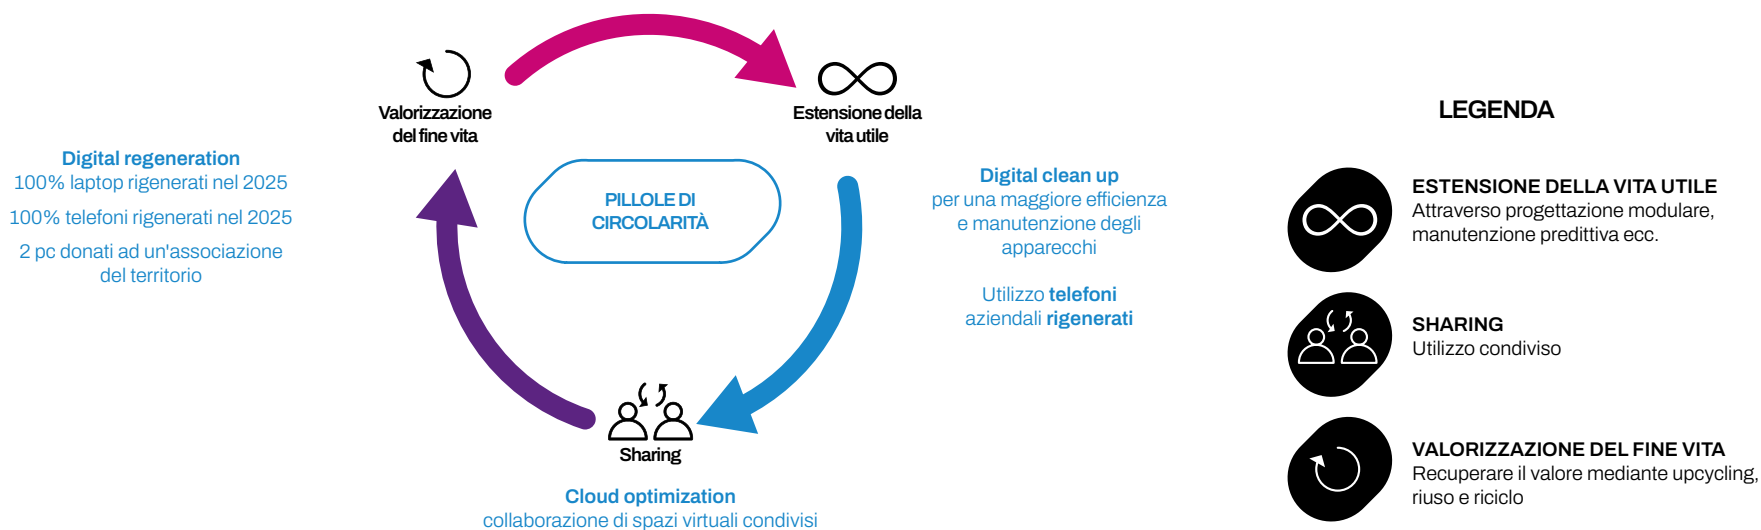 Valorizzazione
del fine vita
Estensione della
vita utile
PILLOLE DI
CIRCOLARITÀ
Digital regeneration
100% laptop rigenerati nel 2025
100% telefoni rigenerati nel 2025
2 pc donati ad un'associazione
del territorio
Digital clean up
per una maggiore efficienza
e manutenzione degli
apparecchi
Utilizzo telefoni
aziendali rigenerati
Sharing
Cloud optimization
collaborazione di spazi virtuali condivisi
LEGENDA
ESTENSIONE DELLA VITA UTILE
Attraverso progettazione modulare,
manutenzione predittiva ecc.
SHARING
Utilizzo condiviso
VALORIZZAZIONE DEL FINE VITA
Recuperare il valore mediante upcycling,
riuso e riciclo